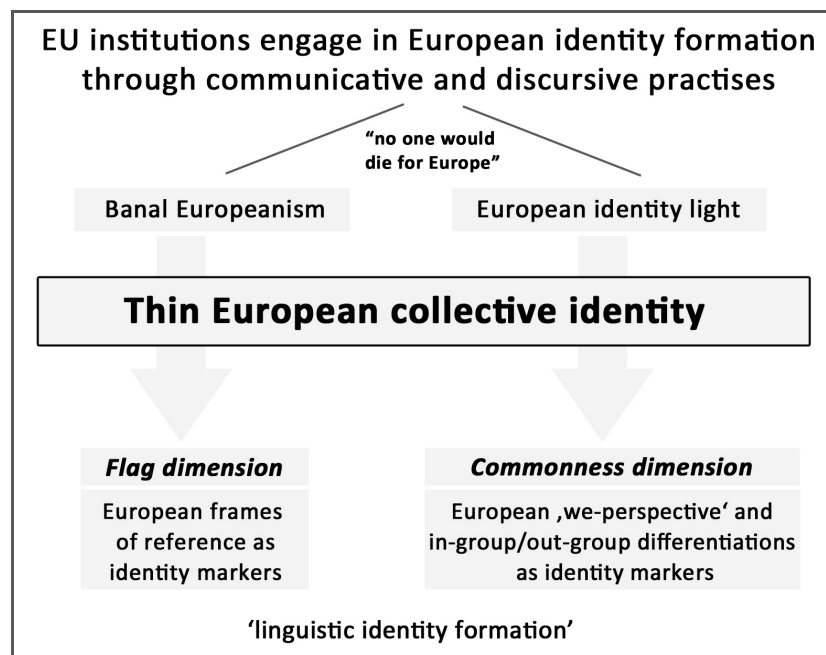 EU institutions engage in European identity formation
through communicative and discursive practises
“no one would
die for Europe”
Banal Europeanism
European identity light
Thin European collective identity
Flag dimension
European frames
of reference as
identity markers
Commonness dimension
European ‚we-perspective‘ and
in-group/out-group differentiations
as identity markers
‘linguistic identity formation’